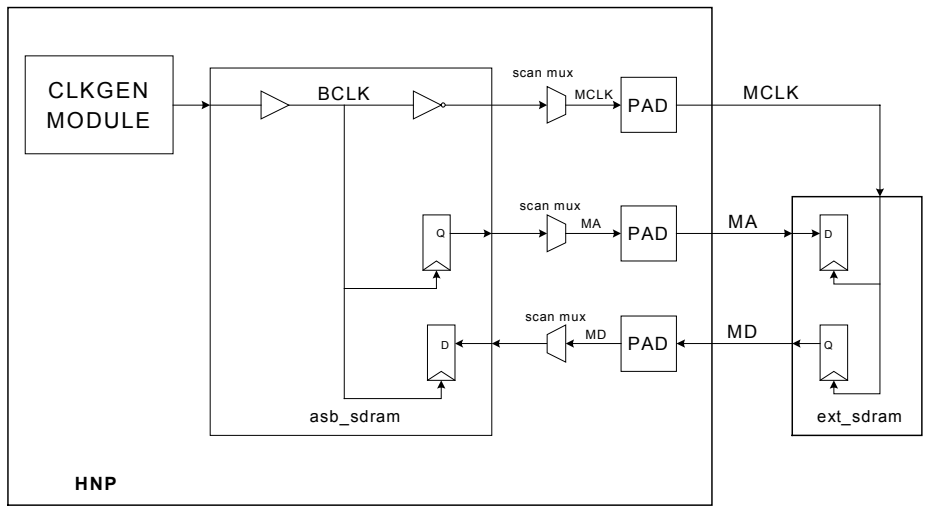 CLKGEN
MODULE
BCLK
scan mux
MCLK
PAD
MCLK
scan mux
Q
MA
PAD
MA
D
scan mux
D
MD
PAD
MD
Q
asb_sdram
ext_sdram
HNP